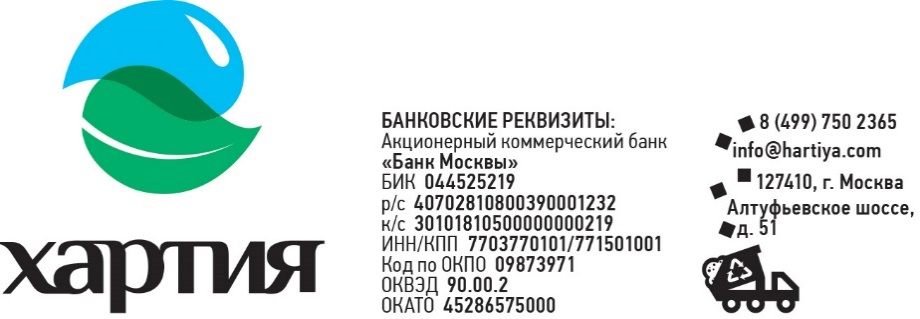 хартия
БАНКОВСКИЕ РЕКВИЗИТЫ:
Акционерный коммерческий банк
«Банк Москвы»
БИК 044525219
р/с 40702810800390001232
к/с 30101810500000000219
ИНН/КПП 7703770101/771501001
Код по ОКПО 09873971
ОКВЭД 90.00.2
ОКАТО 45286575000
8 (499) 750 2365
info@hartiya.com
127410, г. Москва
Алтуфьевское шоссе,
д. 51